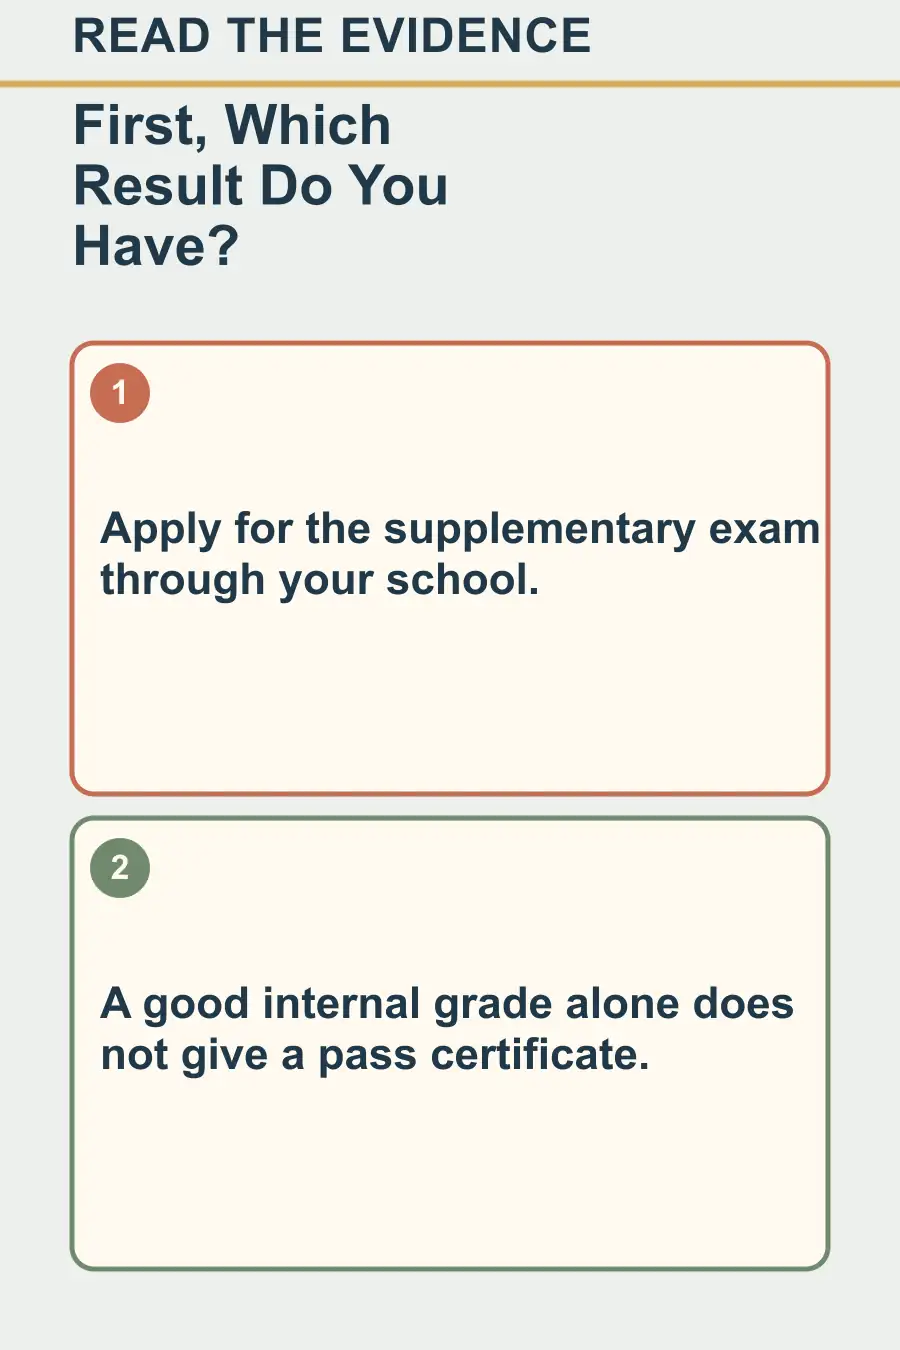 READ THE EVIDENCE
First, Which
Result Do You
Have?
1
Apply for the supplementary exam
through your school.
2
A good internal grade alone does
not give a pass certificate.